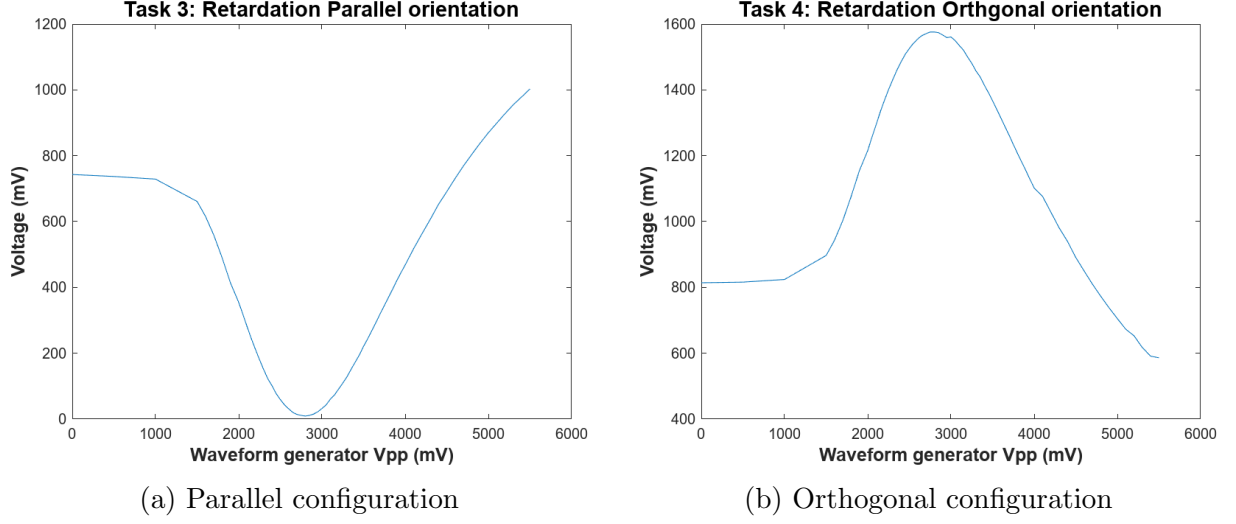 Task 3: Retardation Parallel orientation
1200
1000
800
600
400
200
0
Voltage (mV)
0 1000 2000 3000 4000 5000 6000
Waveform generator Vpp (mV)
(a) Parallel configuration
Task 4: Retardation Orthgonal orientation
1600
1400
1200
1000
800
600
400
Voltage (mV)
0 1000 2000 3000 4000 5000 6000
Waveform generator Vpp (mV)
(b) Orthogonal configuration